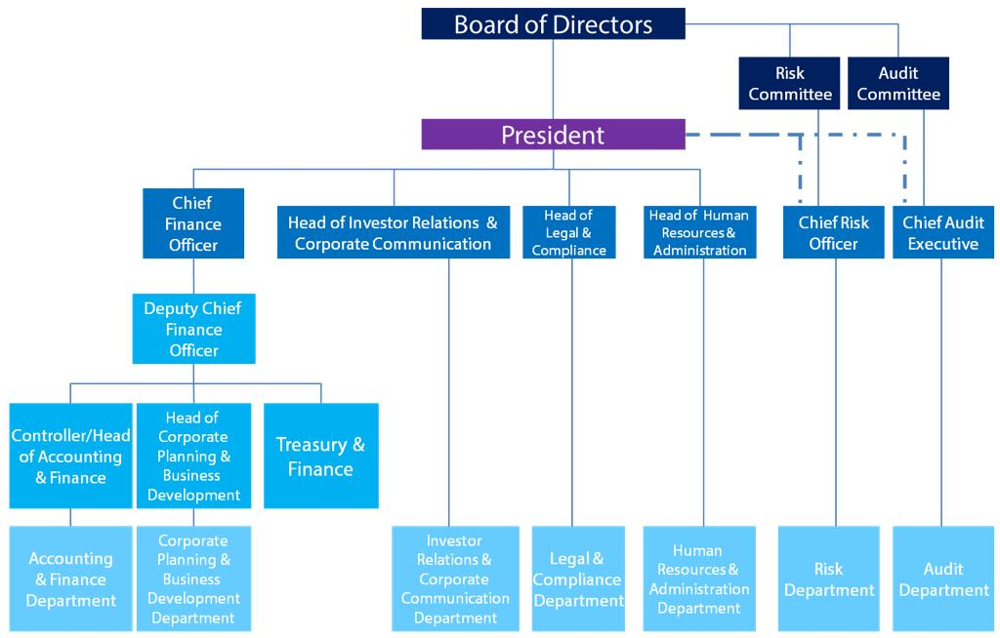 Board of Directors
Risk
Committee
Audit
Committee
President
Chief
Finance
Officer
Head of Investor Relations &
Corporate Communication
Head of
Legal &
Compliance
Head of Human
Resources &
Administration
Chief Risk
Officer
Chief Audit
Executive
Deputy Chief
Finance
Officer
Controller/Head
of Accounting
& Finance
Head of
Corporate
Planning &
Business
Development
Treasury &
Finance
Accounting
& Finance
Department
Corporate
Planning &
Business
Development
Department
Investor
Relations &
Corporate
Communication
Department
Legal &
Compliance
Department
Human
Resources &
Administration
Department
Risk
Department
Audit
Department